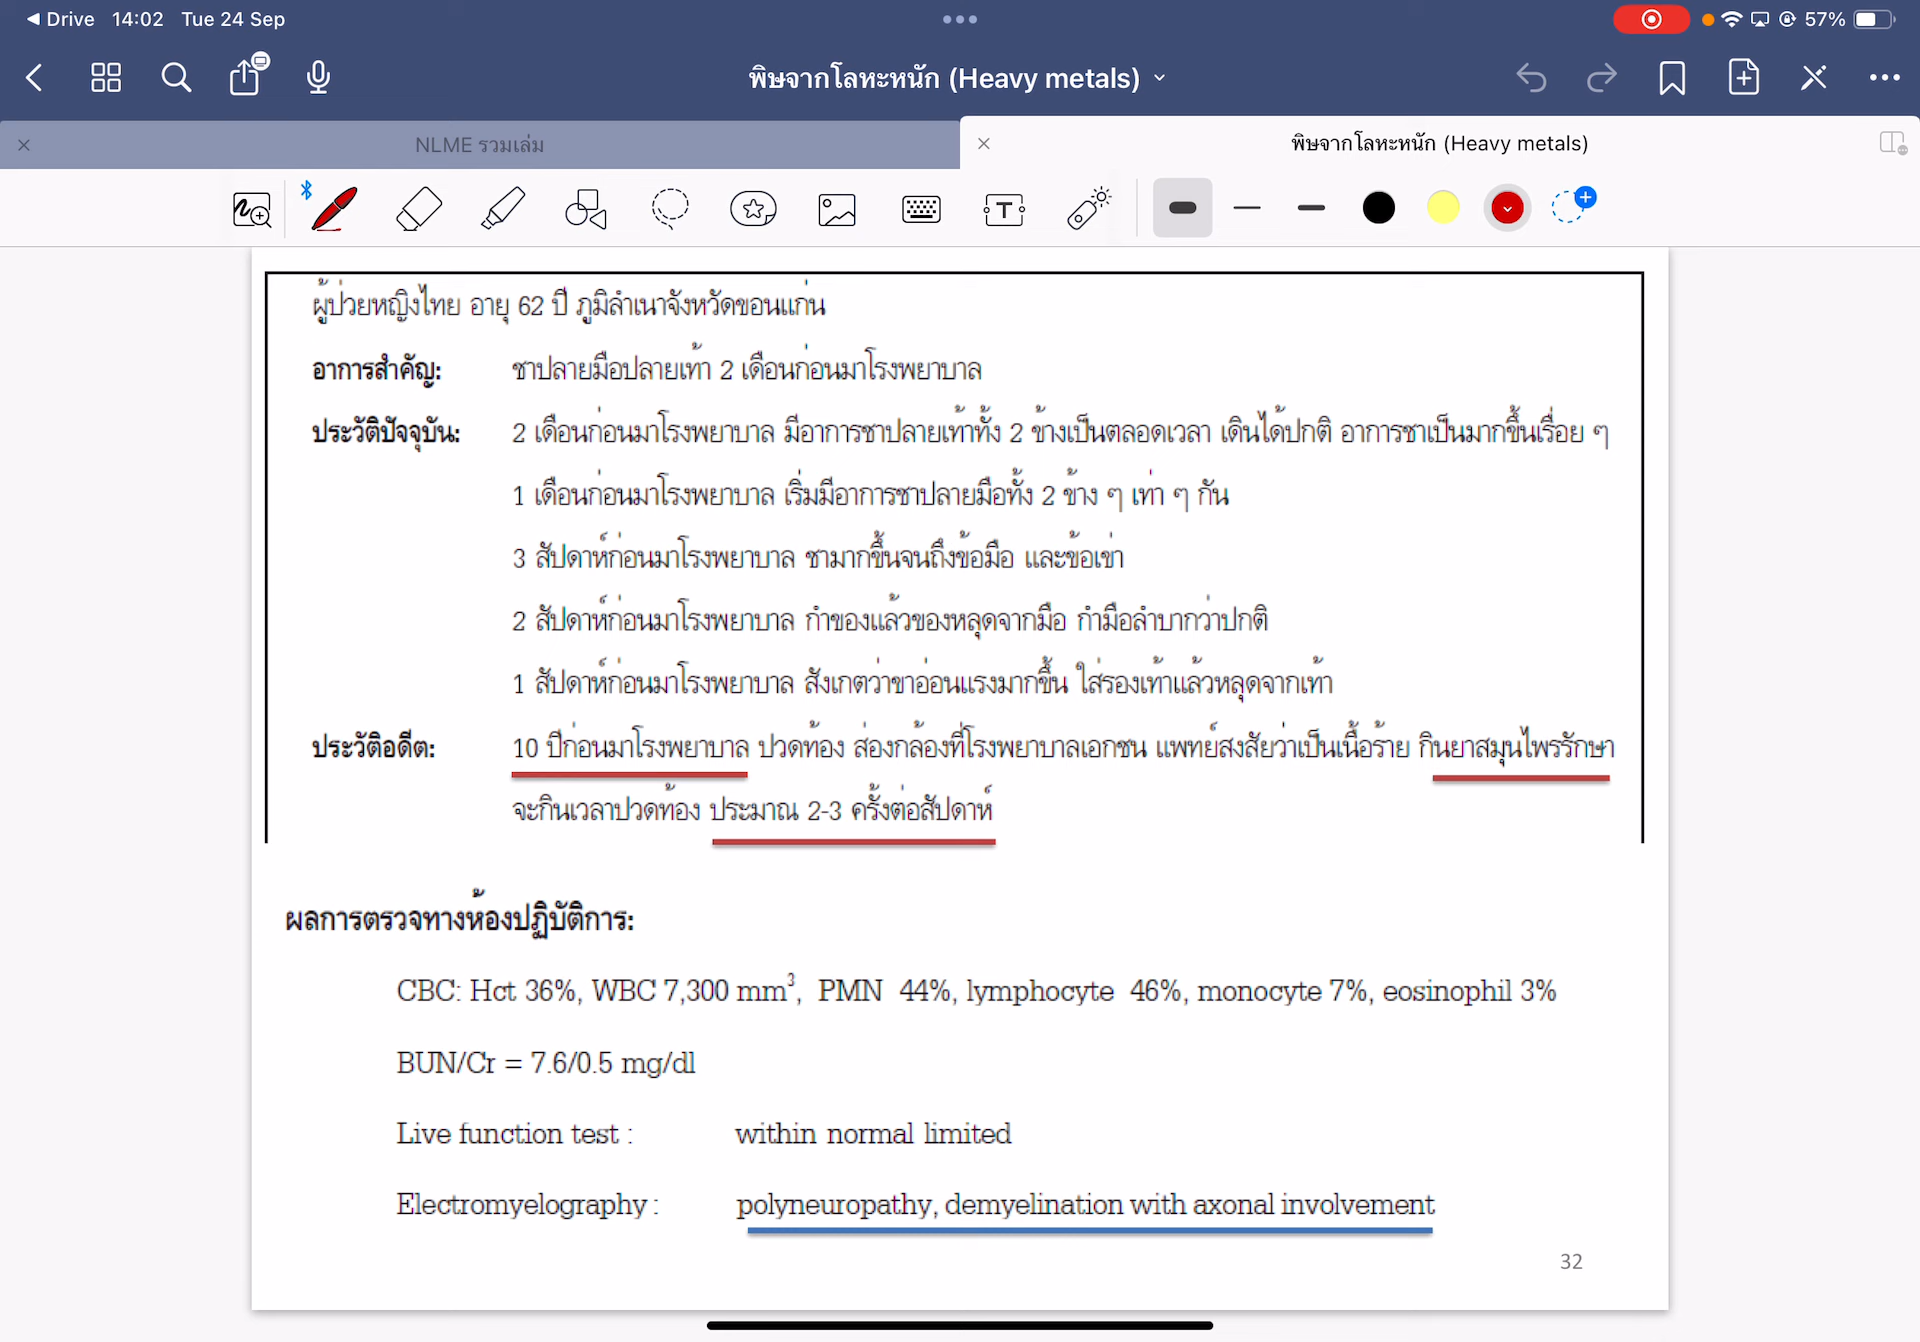 Drive 14:02 Tue 24 Sep
57%
พิษจากโลหะหนัก (Heavy metals)
NLME รวมเล่ม
พิษจากโลหะหนัก (Heavy metals)
ผู้ป่วยหญิงไทย อายุ 62 ปี ภูมิลำเนาจังหวัดขอนแก่น
อาการสำคัญ: ชาปลายมือปลายเท้า 2 เดือนก่อนมาโรงพยาบาล
ประวัติปัจจุบัน: 2 เดือนก่อนมาโรงพยาบาล มีอาการชาปลายเท้าทั้ง 2 ข้างเป็นตลอดเวลา เดินได้ปกติ อาการชาเป็นมากขึ้นเรื่อย ๆ
1 เดือนก่อนมาโรงพยาบาล เริ่มมีอาการชาปลายมือทั้ง 2 ข้าง ๆ เท่า ๆ กัน
3 สัปดาห์ก่อนมาโรงพยาบาล ชามากขึ้นจนถึงข้อมือ และข้อเข่า
2 สัปดาห์ก่อนมาโรงพยาบาล กำของแล้วของหลุดจากมือ กำมือลำบากว่าปกติ
1 สัปดาห์ก่อนมาโรงพยาบาล สังเกตว่าขาอ่อนแรงมากขึ้น ใส่รองเท้าแล้วหลุดจากเท้า
ประวัติอดีต: 10 ปีก่อนมาโรงพยาบาล ปวดท้อง ส่องกล้องที่โรงพยาบาลเอกชน แพทย์สงสัยว่าเป็นเนื้อร้าย กินยาสมุนไพรรักษา
จะกินเวลาปวดท้อง ประมาณ 2-3 ครั้งต่อสัปดาห์
ผลการตรวจทางห้องปฏิบัติการ:
CBC: Hct 36%, WBC 7,300 mm³, PMN 44%, lymphocyte 46%, monocyte 7%, eosinophil 3%
BUN/Cr = 7.6/0.5 mg/dl
Live function test : within normal limited
Electromyelography : polyneuropathy, demyelination with axonal involvement
32